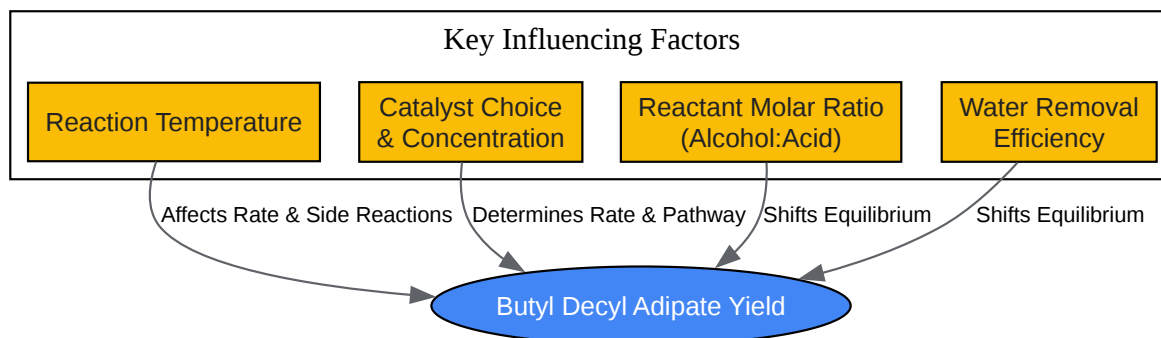 Key Influencing Factors
Reaction Temperature
Catalyst Choice
& Concentration
Reactant Molar Ratio
(Alcohol:Acid)
Water Removal
Efficiency
Affects Rate & Side Reactions
Determines Rate & Pathway
Shifts Equilibrium
Shifts Equilibrium
Butyl Decyl Adipate Yield